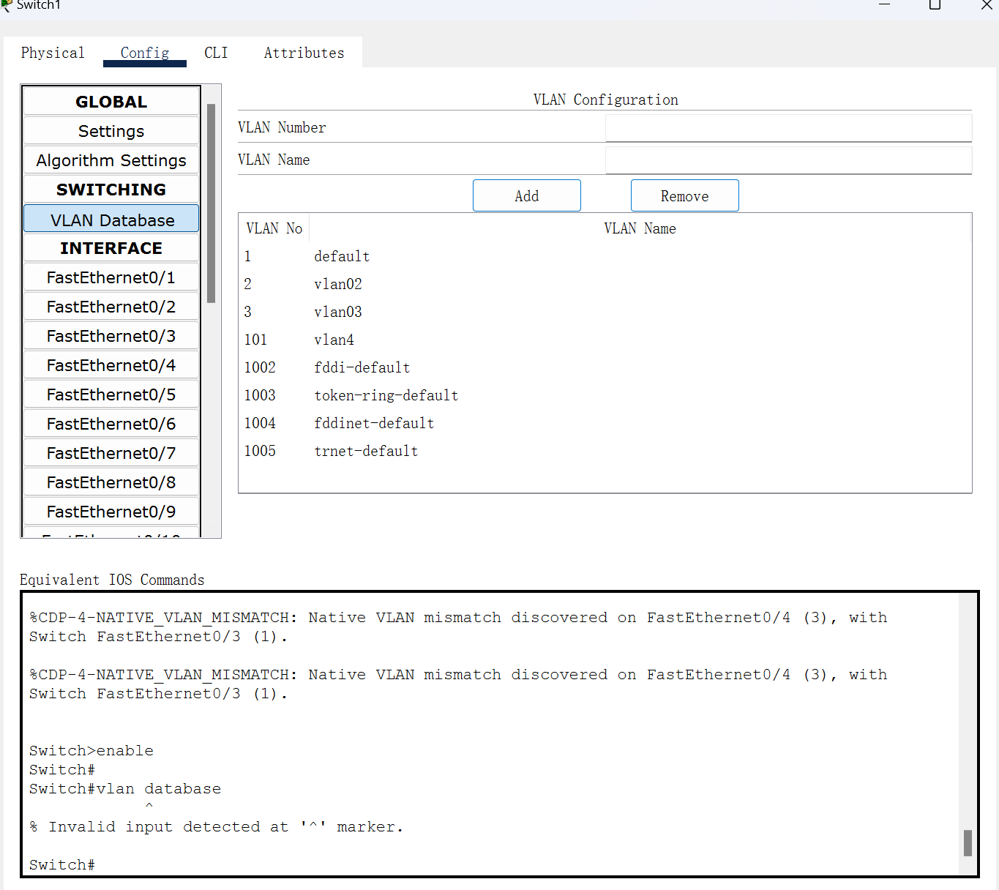 Switch1
Physical Config CLI Attributes
GLOBAL
Settings
Algorithm Settings
SWITCHING
VLAN Database
INTERFACE
FastEthernet0/1
FastEthernet0/2
FastEthernet0/3
FastEthernet0/4
FastEthernet0/5
FastEthernet0/6
FastEthernet0/7
FastEthernet0/8
FastEthernet0/9
FastEthernet0/10
VLAN Configuration
VLAN Number
VLAN Name
Add Remove
VLAN No VLAN Name
1 default
2 vlan02
3 vlan03
101 vlan4
1002 fddi-default
1003 token-ring-default
1004 fddinet-default
1005 trnet-default
Equivalent IOS Commands
%CDP-4-NATIVE_VLAN_MISMATCH: Native VLAN mismatch discovered on FastEthernet0/4 (3), with
Switch FastEthernet0/3 (1).
%CDP-4-NATIVE_VLAN_MISMATCH: Native VLAN mismatch discovered on FastEthernet0/4 (3), with
Switch FastEthernet0/3 (1).
Switch>enable
Switch#
Switch#vlan database
^
% Invalid input detected at '^' marker.
Switch#